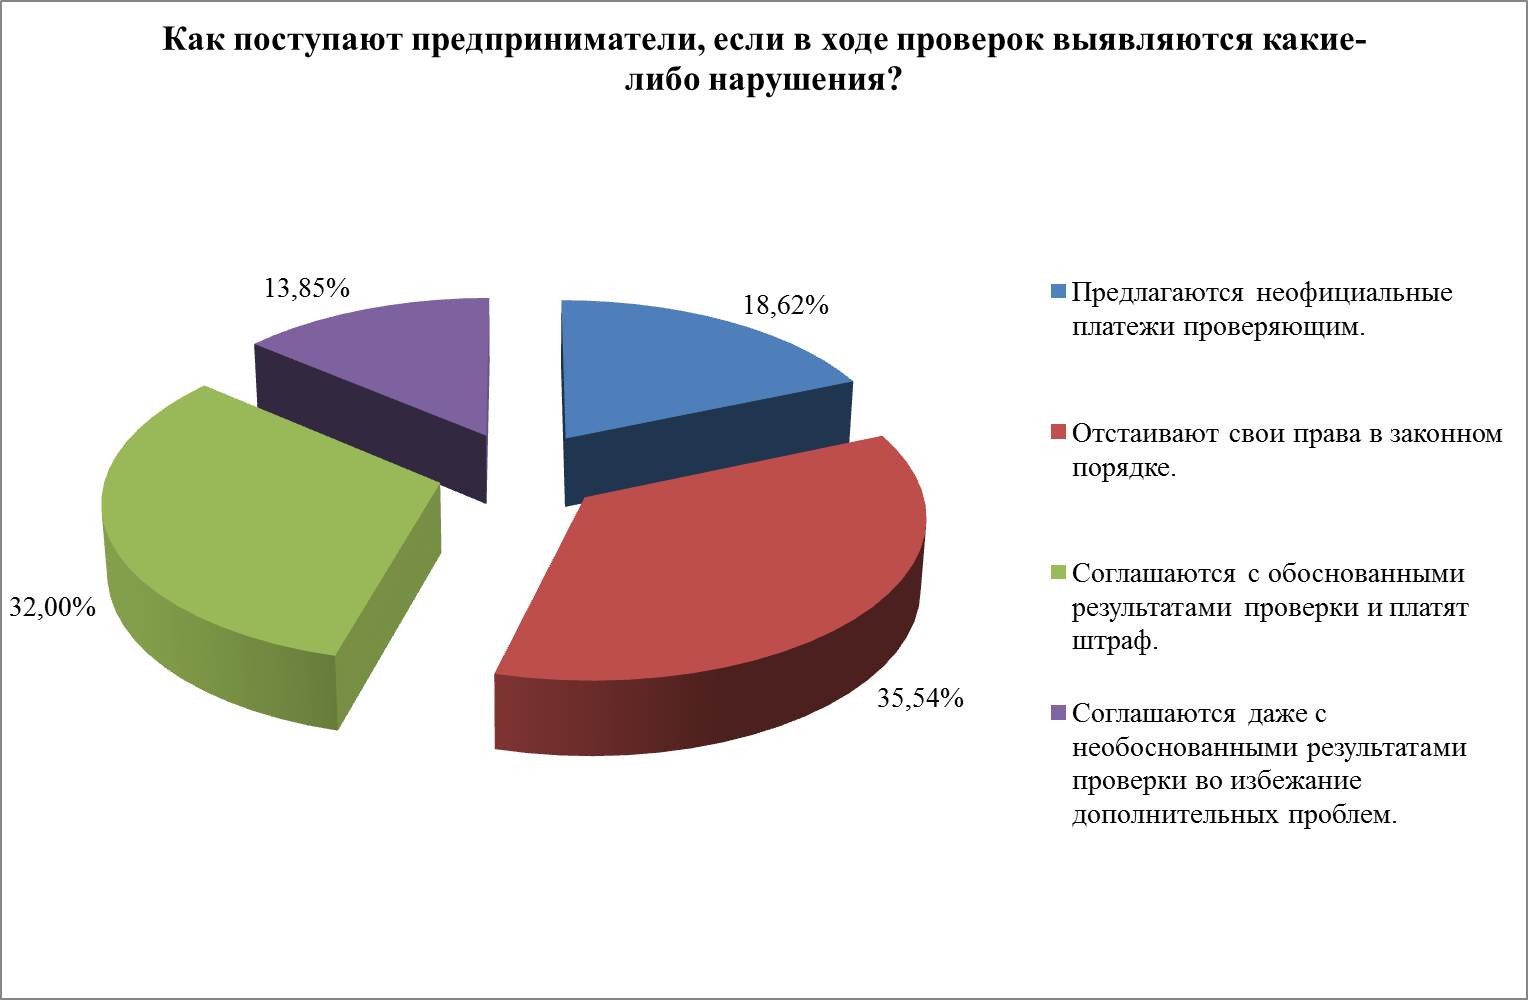 Как поступают предприниматели, если в ходе проверок выявляются какие-
либо нарушения?
13,85%
18,62%
32,00%
35,54%
Предлагаются неофициальные
платежи проверяющим.
Отстаивают свои права в законном
порядке.
Соглашаются с обоснованными
результатами проверки и платят
штраф.
Соглашаются даже с
необоснованными результатами
проверки во избежание
дополнительных проблем.